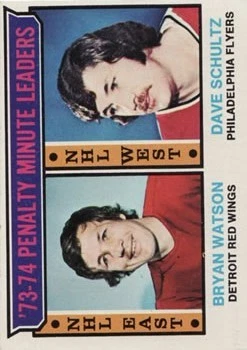 '73-74 PENALTY MINUTE LEADERS
NHL EAST
NHL WEST
BRYAN WATSON
DETROIT RED WINGS
DAVE SCHULTZ
PHILADELPHIA FLYERS